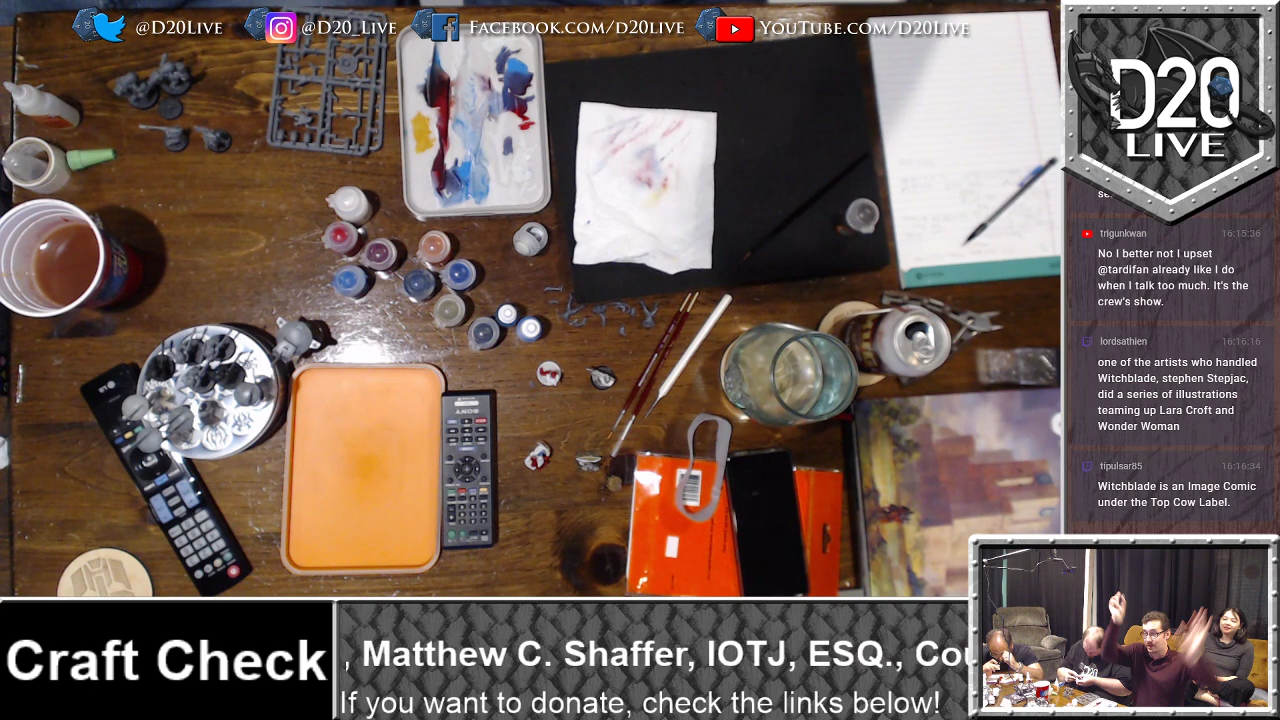 @D20Live
@D20_Live
Facebook.com/d20live
YouTube.com/D20Live
D20
LIVE
trigunkwan 16:15:36
No I better not I upset
@tardifan already like I do
when I talk too much. It's the
crew's show.
lordsathien 16:16:16
one of the artists who handled
Witchblade, stephen Stepjac,
did a series of illustrations
teaming up Lara Croft and
Wonder Woman
tipulsar85 16:16:34
Witchblade is an Image Comic
under the Top Cow Label.
SONY
LG
Craft Check
, Matthew C. Shaffer, IOTJ, ESQ., Cou
If you want to donate, check the links below!